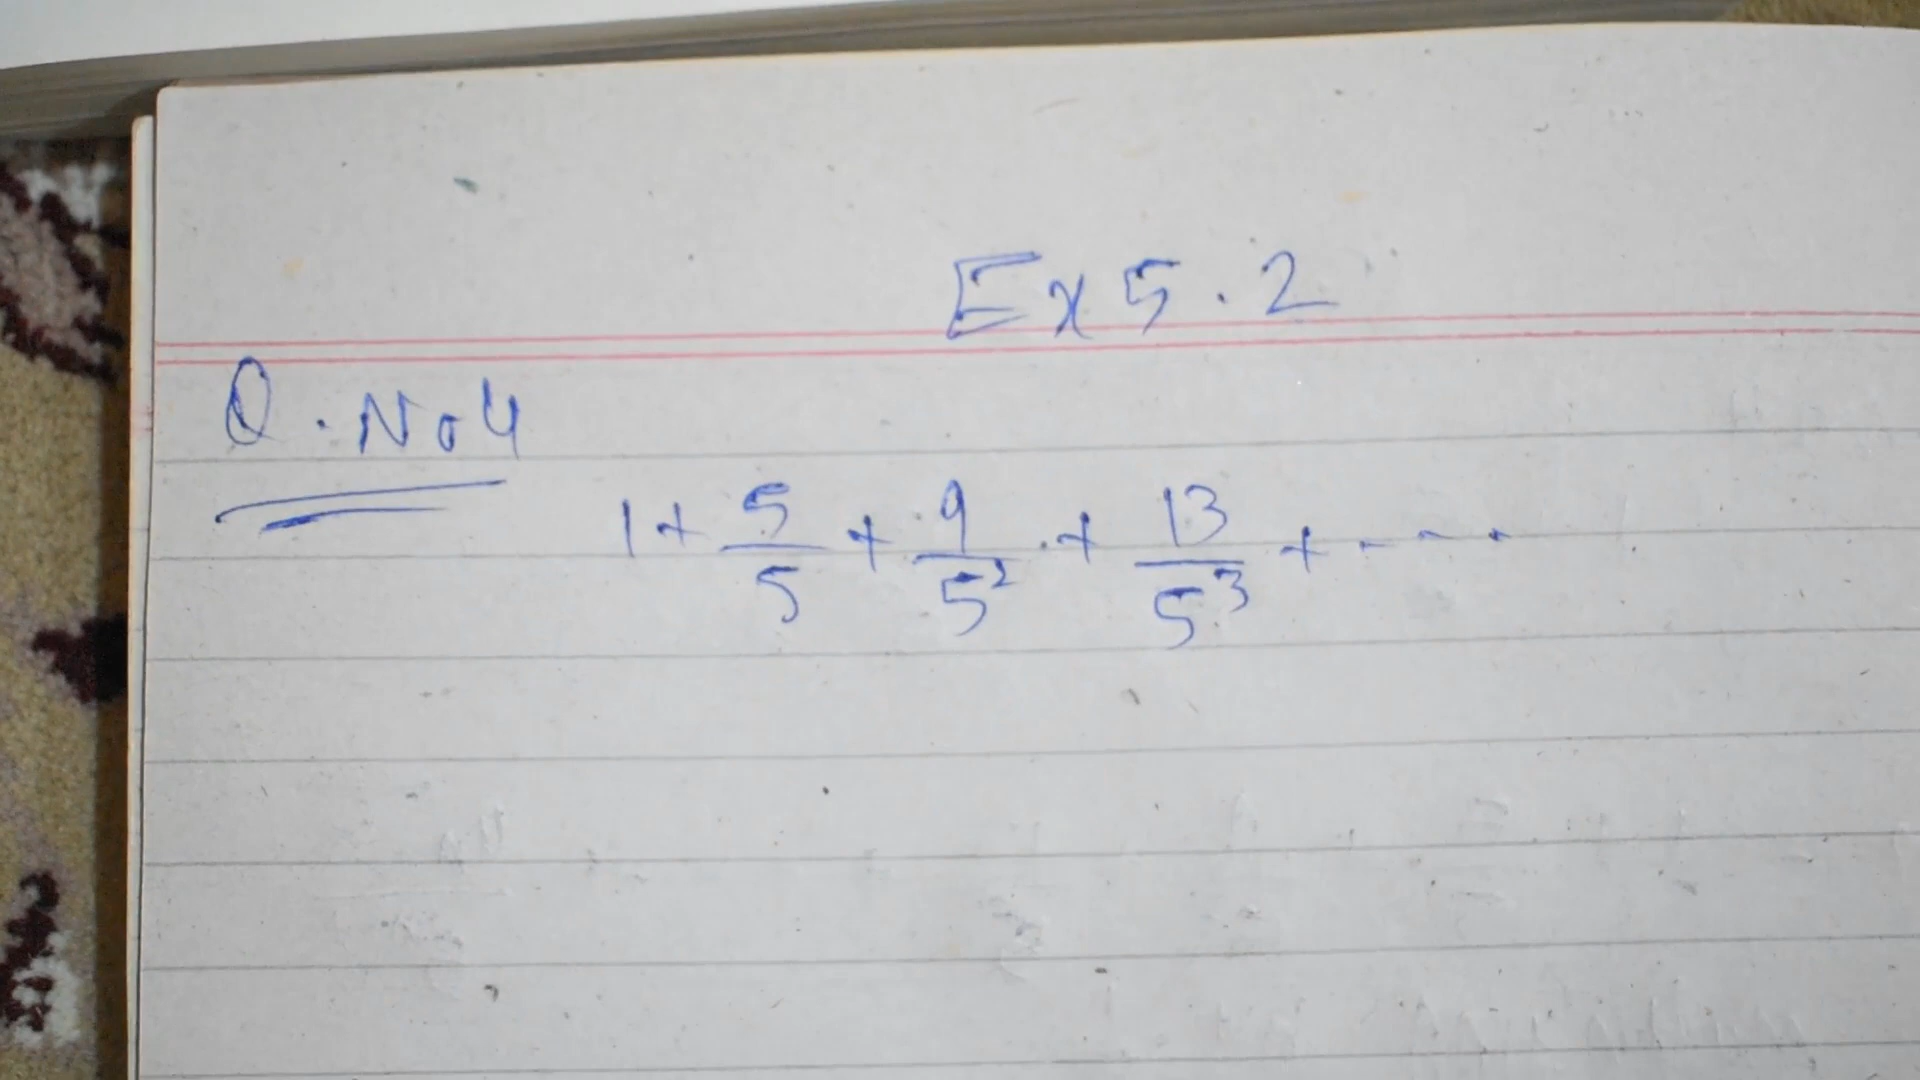 Ex 5.2
Q. No 4
1 + 5/5 + 9/5² + 13/5³ + ----